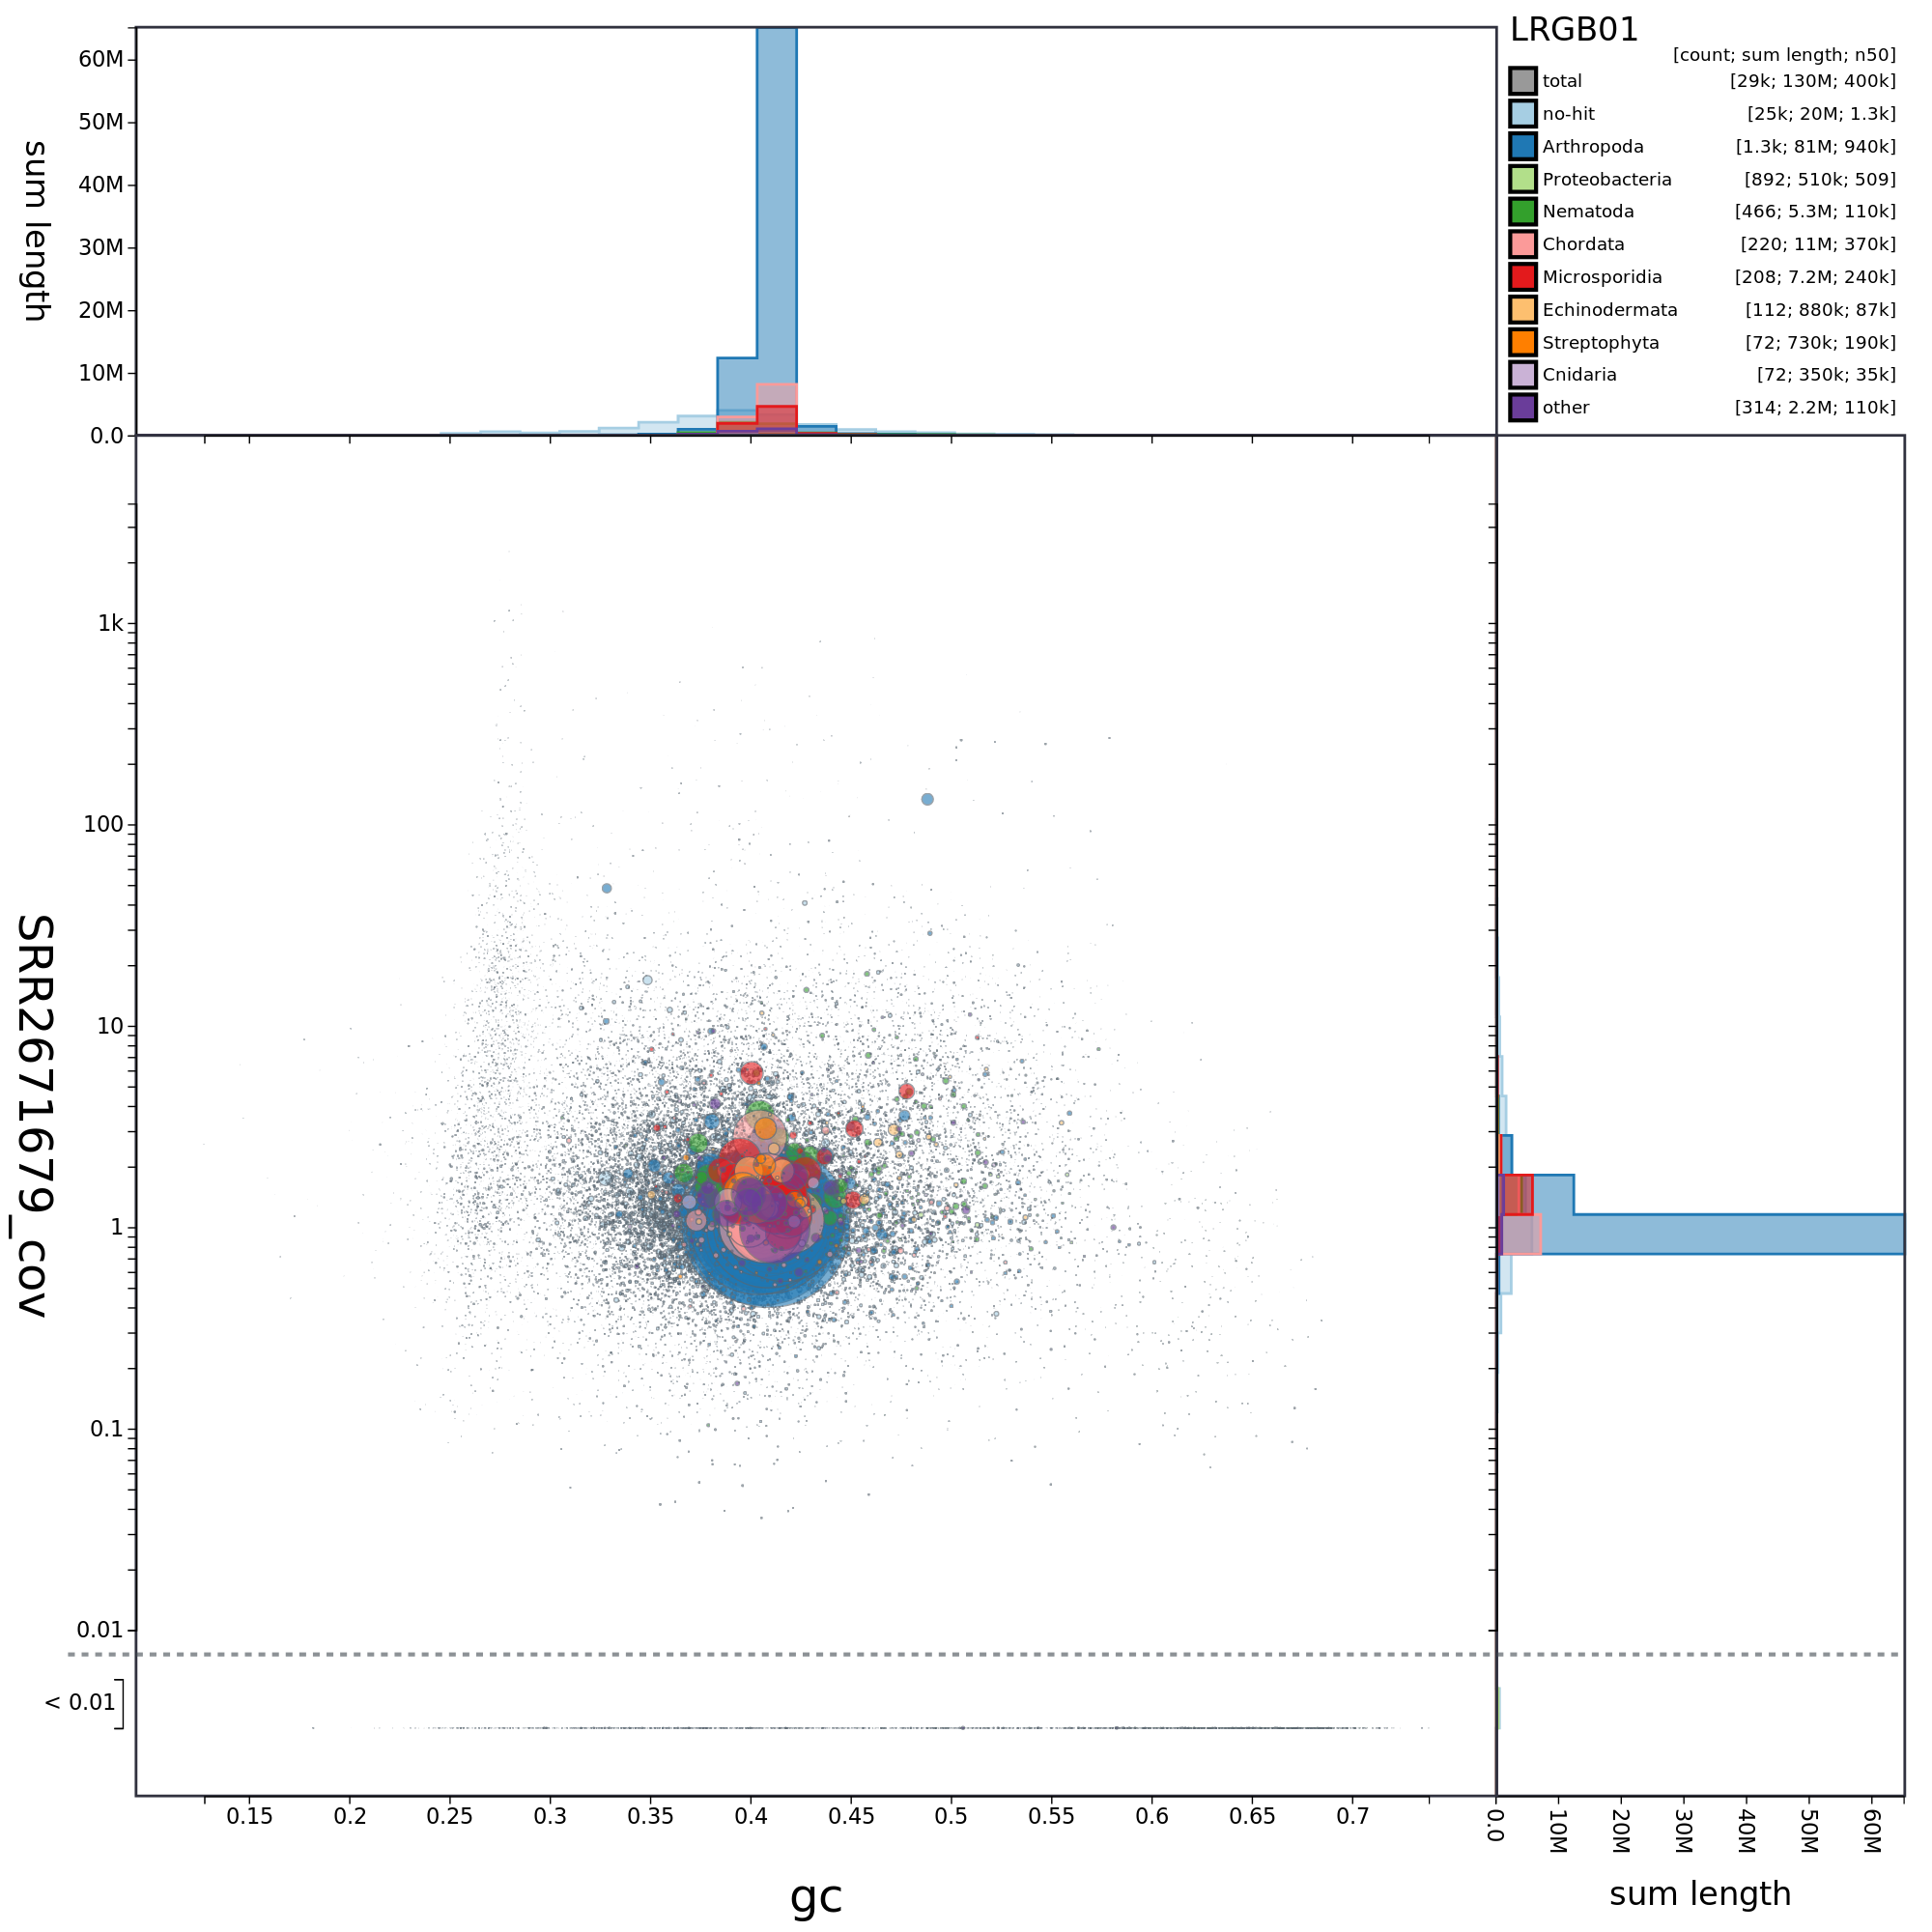 LRGB01
[count; sum length; n50]
total [29k; 130M; 400k]
no-hit [25k; 20M; 1.3k]
Arthropoda [1.3k; 81M; 940k]
Proteobacteria [892; 510k; 509]
Nematoda [466; 5.3M; 110k]
Chordata [220; 11M; 370k]
Microsporidia [208; 7.2M; 240k]
Echinodermata [112; 880k; 87k]
Streptophyta [72; 730k; 190k]
Cnidaria [72; 350k; 35k]
other [314; 2.2M; 110k]
sum length
60M
50M
40M
30M
20M
10M
0.0
SRR2671679_cov
1k
100
10
1
0.1
0.01
< 0.01
0.15 0.2 0.25 0.3 0.35 0.4 0.45 0.5 0.55 0.6 0.65 0.7
gc
0.0 10M 20M 30M 40M 50M 60M
sum length